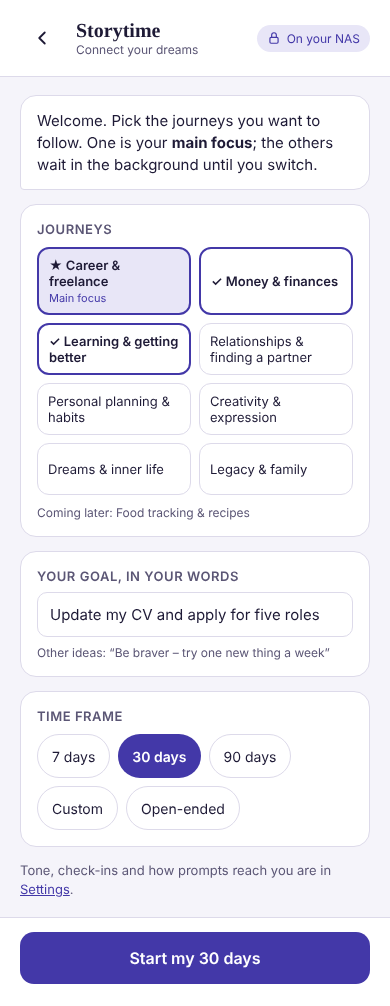 Storytime
Connect your dreams
On your NAS
Welcome. Pick the journeys you want to
follow. One is your main focus; the others
wait in the background until you switch.
JOURNEYS
★ Career &
freelance
Main focus
✓ Money & finances
✓ Learning & getting
better
Relationships &
finding a partner
Personal planning &
habits
Creativity &
expression
Dreams & inner life
Legacy & family
Coming later: Food tracking & recipes
YOUR GOAL, IN YOUR WORDS
Update my CV and apply for five roles
Other ideas: “Be braver – try one new thing a week”
TIME FRAME
7 days
30 days
90 days
Custom
Open-ended
Tone, check-ins and how prompts reach you are in
Settings.
Start my 30 days